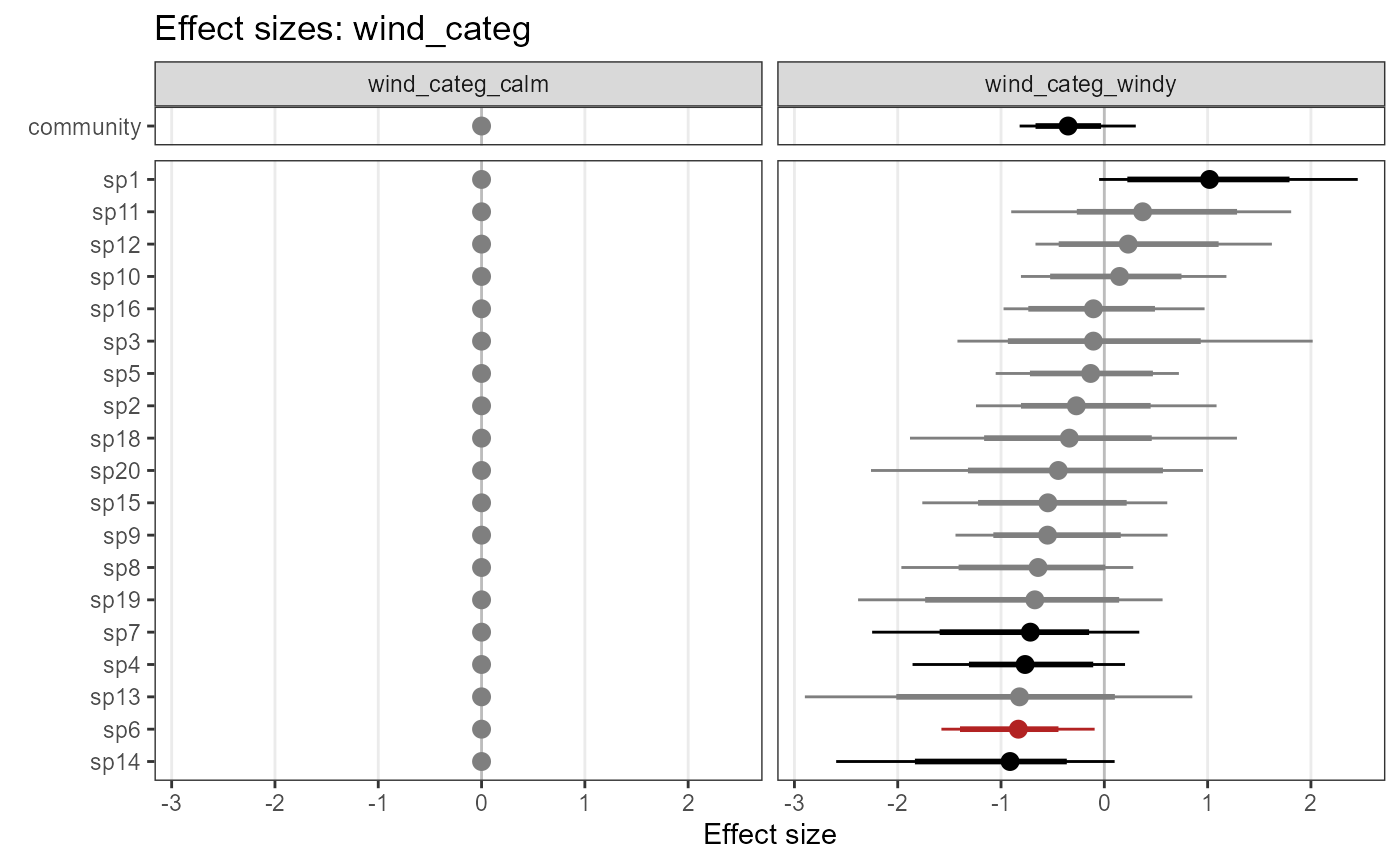 Effect sizes: wind_categ
wind_categ_calm
wind_categ_windy
community
sp1
sp11
sp12
sp10
sp16
sp3
sp5
sp2
sp18
sp20
sp15
sp9
sp8
sp19
sp7
sp4
sp13
sp6
sp14
-3 -2 -1 0 1 2
-3 -2 -1 0 1 2
Effect size